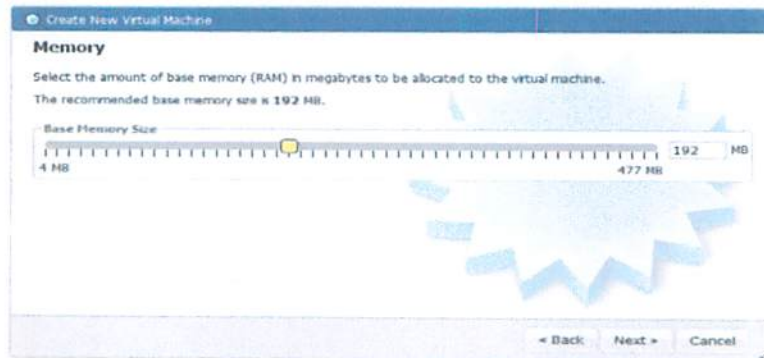 Create New Virtual Machine
Memory
Select the amount of base memory (RAM) in megabytes to be allocated to the virtual machine.
The recommended base memory size is 192 MB.
Base Memory Size
192 MB
4 MB
477 MB
< Back
Next >
Cancel